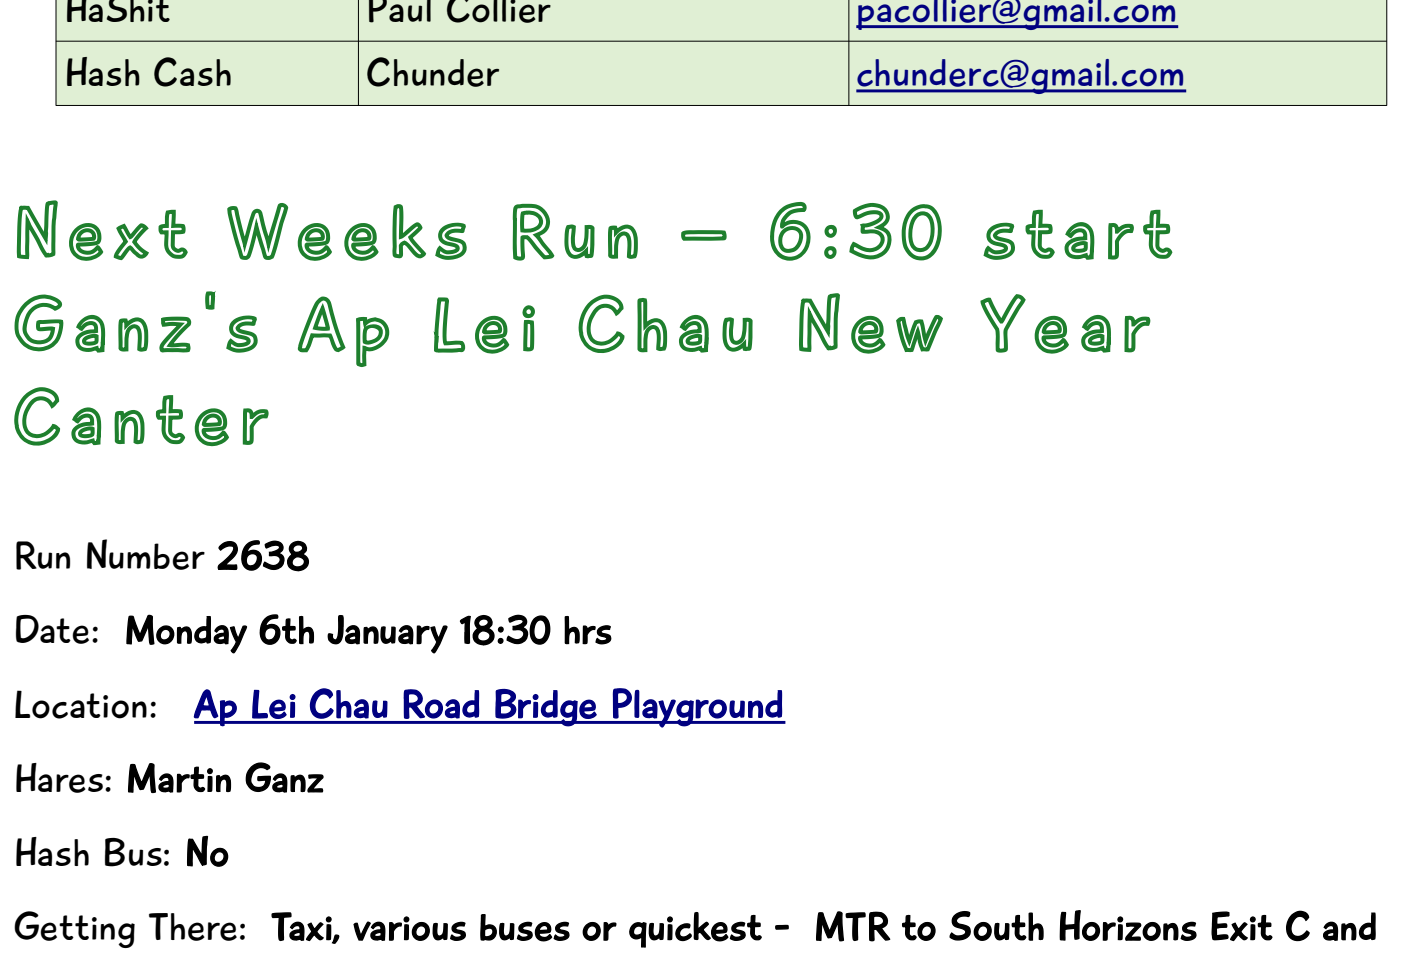 HaShit Paul Collier pacollier@gmail.com
Hash Cash Chunder chunderc@gmail.com
Next Weeks Run – 6:30 start
Ganz's Ap Lei Chau New Year
Canter
Run Number 2638
Date: Monday 6th January 18:30 hrs
Location: Ap Lei Chau Road Bridge Playground
Hares: Martin Ganz
Hash Bus: No
Getting There: Taxi, various buses or quickest - MTR to South Horizons Exit C and